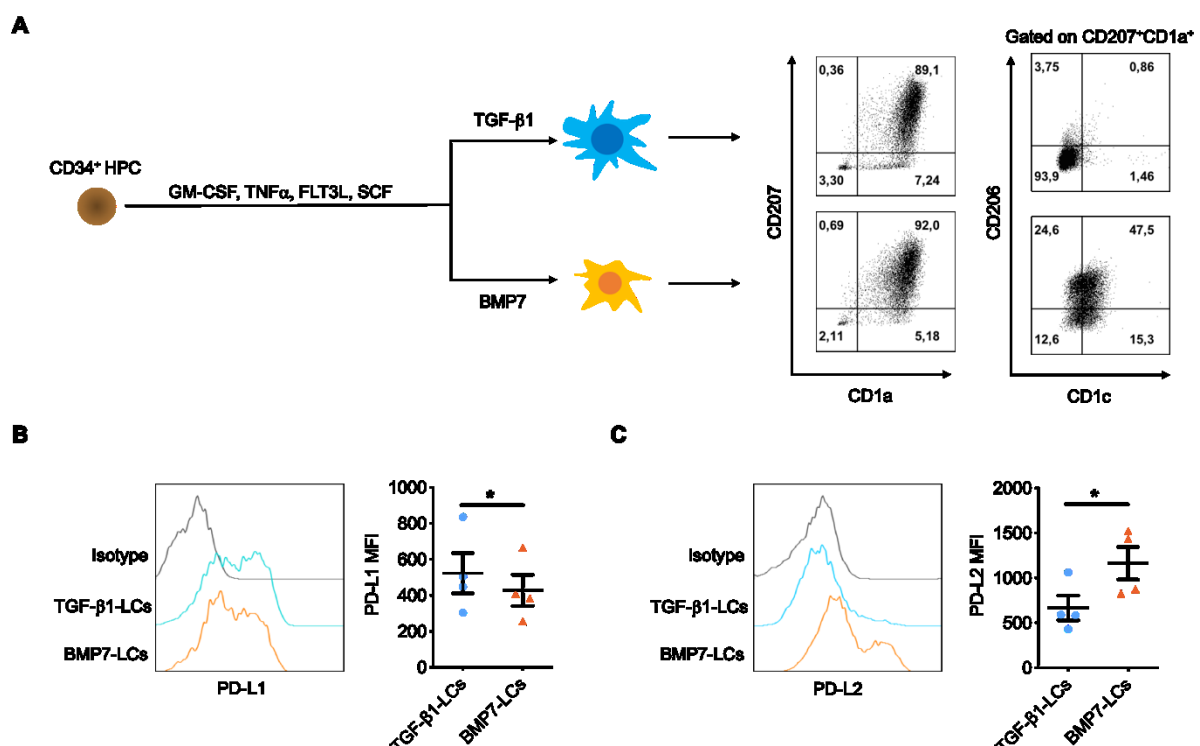 A
CD34⁺ HPC
GM-CSF, TNFα, FLT3L, SCF
TGF-β1
BMP7
CD207
0,36
89,1
3,30
7,24
0,69
92,0
2,11
5,18
CD1a
Gated on CD207⁺CD1a⁺
CD206
3,75
0,86
93,9
1,46
24,6
47,5
12,6
15,3
CD1c
B
Isotype
TGF-β1-LCs
BMP7-LCs
PD-L1
PD-L1 MFI
1000
800
600
400
200
0
*
TGF-β1-LCs
BMP7-LCs
C
Isotype
TGF-β1-LCs
BMP7-LCs
PD-L2
PD-L2 MFI
2000
1500
1000
500
0
*
TGF-β1-LCs
BMP7-LCs